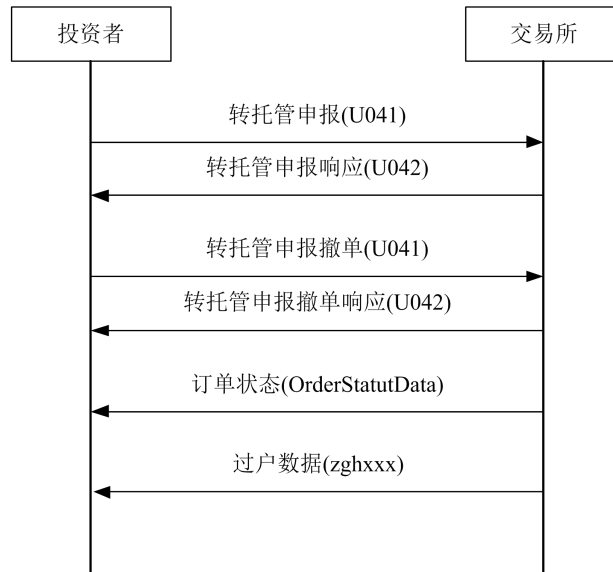 投资者
交易所
转托管申报(U041)
转托管申报响应(U042)
转托管申报撤单(U041)
转托管申报撤单响应(U042)
订单状态(OrderStatutData)
过户数据(zghxxx)